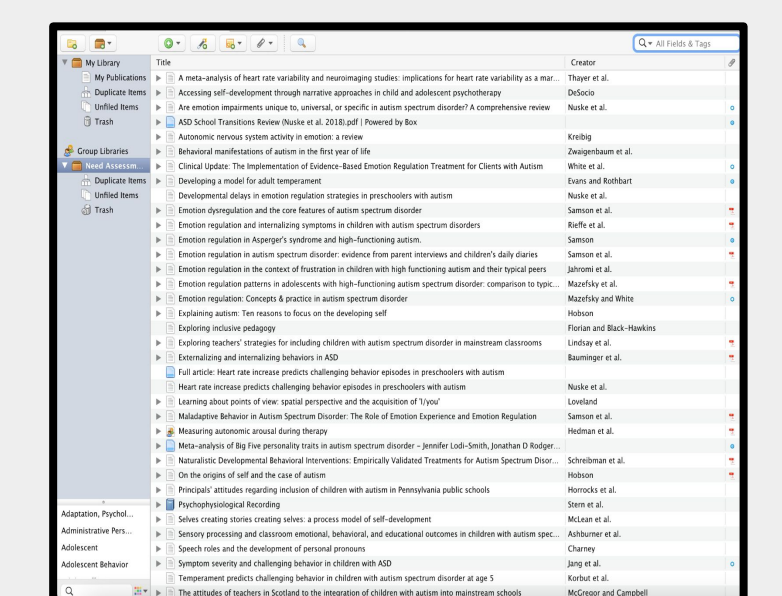 All Fields & Tags
My Library
My Publications
Duplicate Items
Unfiled Items
Trash
Group Libraries
Need Assessm...
Duplicate Items
Unfiled Items
Trash
Adaptation, Psychol...
Administrative Pers...
Adolescent
Adolescent Behavior
Title Creator
A meta-analysis of heart rate variability and neuroimaging studies: implications for heart rate variability as a mar... Thayer et al.
Accessing self-development through narrative approaches in child and adolescent psychotherapy DeSocio
Are emotion impairments unique to, universal, or specific in autism spectrum disorder? A comprehensive review Nuske et al.
ASD School Transitions Review (Nuske et al. 2018).pdf | Powered by Box
Autonomic nervous system activity in emotion: a review Kreibig
Behavioral manifestations of autism in the first year of life Zwaigenbaum et al.
Clinical Update: The Implementation of Evidence-Based Emotion Regulation Treatment for Clients with Autism White et al.
Developing a model for adult temperament Evans and Rothbart
Developmental delays in emotion regulation strategies in preschoolers with autism Nuske et al.
Emotion dysregulation and the core features of autism spectrum disorder Samson et al.
Emotion regulation and internalizing symptoms in children with autism spectrum disorders Rieffe et al.
Emotion regulation in Asperger's syndrome and high-functioning autism. Samson
Emotion regulation in autism spectrum disorder: evidence from parent interviews and children's daily diaries Samson et al.
Emotion regulation in the context of frustration in children with high functioning autism and their typical peers Jahromi et al.
Emotion regulation patterns in adolescents with high-functioning autism spectrum disorder: comparison to typic... Mazefsky et al.
Emotion regulation: Concepts & practice in autism spectrum disorder Mazefsky and White
Explaining autism: Ten reasons to focus on the developing self Hobson
Exploring inclusive pedagogy Florian and Black-Hawkins
Exploring teachers' strategies for including children with autism spectrum disorder in mainstream classrooms Lindsay et al.
Externalizing and internalizing behaviors in ASD Bauminger et al.
Full article: Heart rate increase predicts challenging behavior episodes in preschoolers with autism
Heart rate increase predicts challenging behavior episodes in preschoolers with autism Nuske et al.
Learning about points of view: spatial perspective and the acquisition of 'I/you' Loveland
Maladaptive Behavior in Autism Spectrum Disorder: The Role of Emotion Experience and Emotion Regulation Samson et al.
Measuring autonomic arousal during therapy Hedman et al.
Meta-analysis of Big Five personality traits in autism spectrum disorder – Jennifer Lodi-Smith, Jonathan D Rodger...
Naturalistic Developmental Behavioral Interventions: Empirically Validated Treatments for Autism Spectrum Disor... Schreibman et al.
On the origins of self and the case of autism Hobson
Principals' attitudes regarding inclusion of children with autism in Pennsylvania public schools Horrocks et al.
Psychophysiological Recording Stern et al.
Selves creating stories creating selves: a process model of self-development McLean et al.
Sensory processing and classroom emotional, behavioral, and educational outcomes in children with autism spec... Ashburner et al.
Speech roles and the development of personal pronouns Charney
Symptom severity and challenging behavior in children with ASD Jang et al.
Temperament predicts challenging behavior in children with autism spectrum disorder at age 5 Korbut et al.
The attitudes of teachers in Scotland to the integration of children with autism into mainstream schools McGregor and Campbell